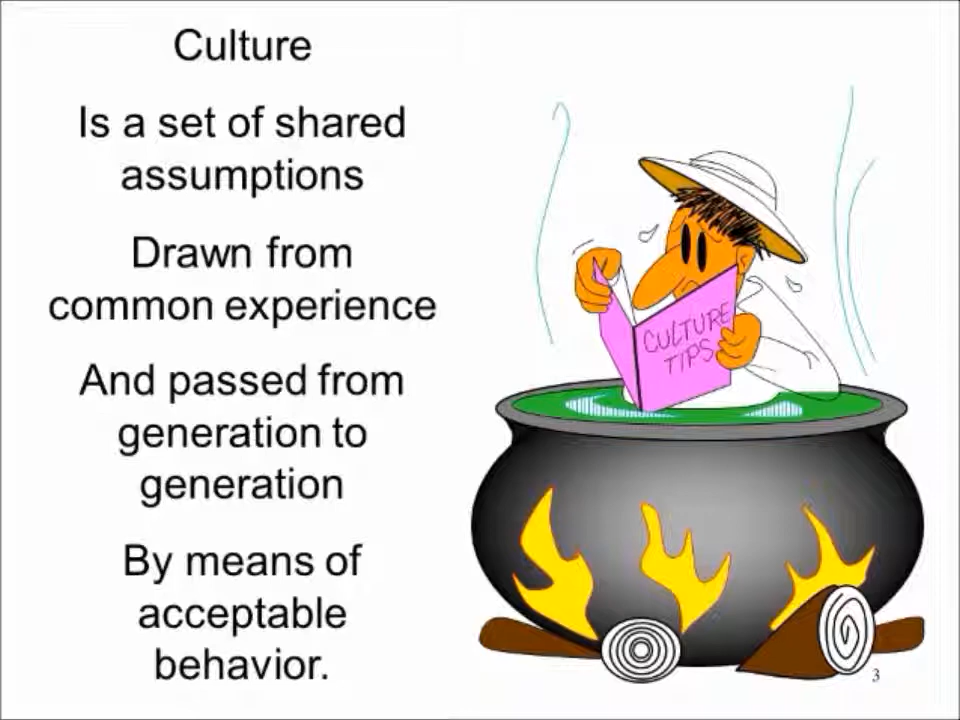 Culture
Is a set of shared
assumptions
Drawn from
common experience
And passed from
generation to
generation
By means of
acceptable
behavior.
CULTURE
TIPS
3